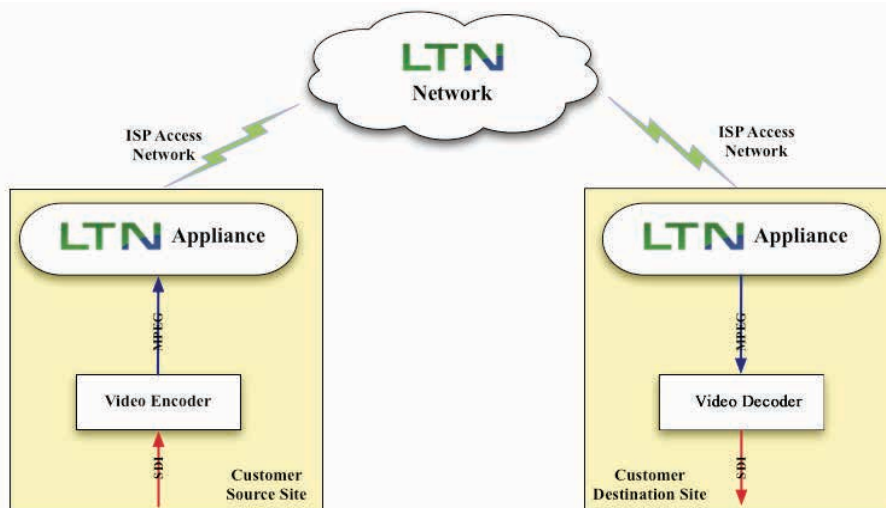 LTN
Network
ISP Access
Network
ISP Access
Network
LTN Appliance
MPEG
Video Encoder
SDI
Customer
Source Site
LTN Appliance
MPEG
Video Decoder
SDI
Customer
Destination Site